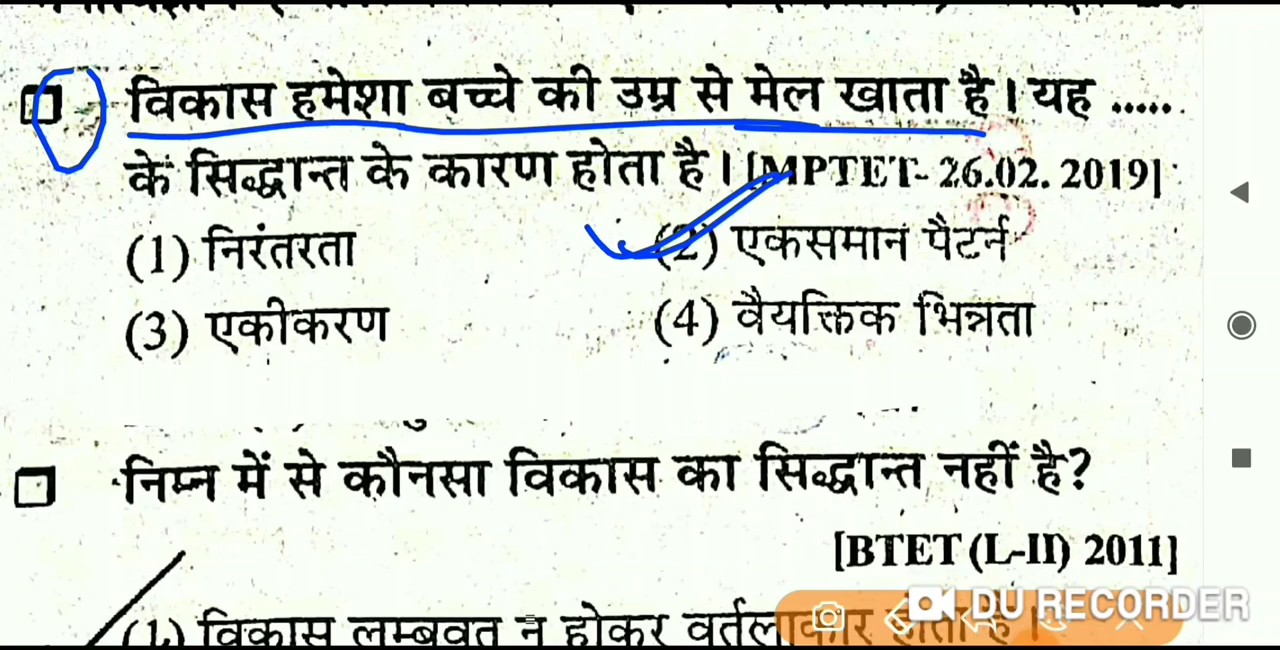 विकास हमेशा बच्चे की उम्र से मेल खाता है। यह .....
के सिद्धान्त के कारण होता है। [MPTET- 26.02. 2019]
(1) निरंतरता (2) एकसमान पैटर्न
(3) एकीकरण (4) वैयक्तिक भिन्नता
निम्न में से कौनसा विकास का सिद्धान्त नहीं है?
[BTET (L-II) 2011]
(1) विकास लम्बवत न होकर वर्तलाकार होता है।
DU RECORDER